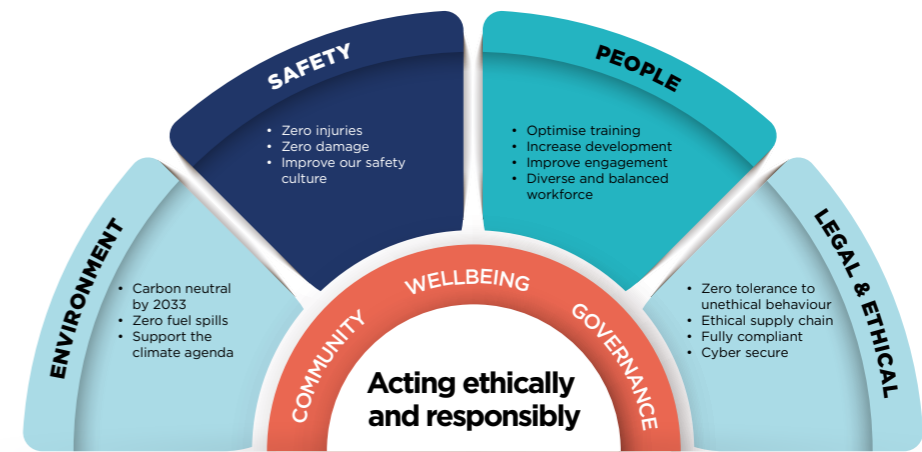 ENVIRONMENT
• Carbon neutral
by 2033
• Zero fuel spills
• Support the
climate agenda
SAFETY
• Zero injuries
• Zero damage
• Improve our safety
culture
PEOPLE
• Optimise training
• Increase development
• Improve engagement
• Diverse and balanced
workforce
LEGAL & ETHICAL
• Zero tolerance to
unethical behaviour
• Ethical supply chain
• Fully compliant
• Cyber secure
COMMUNITY
WELLBEING
GOVERNANCE
Acting ethically
and responsibly